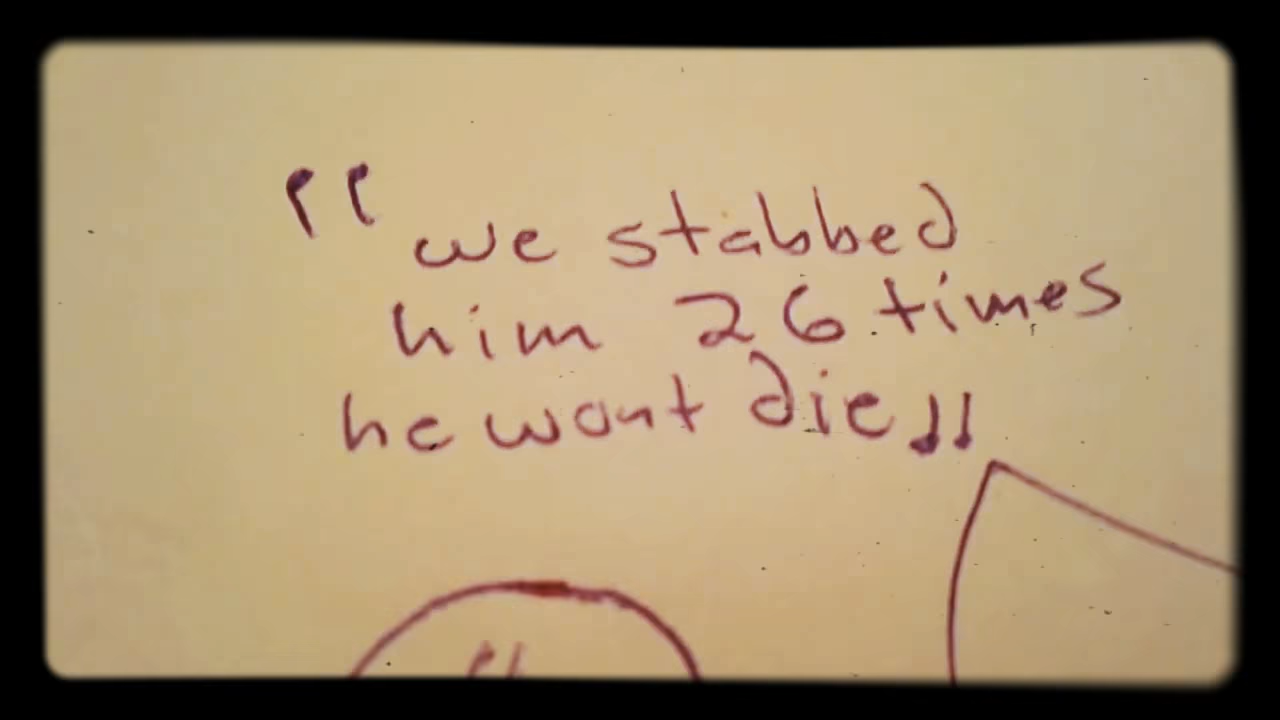 "we stabbed
him 26 times
he wont die"